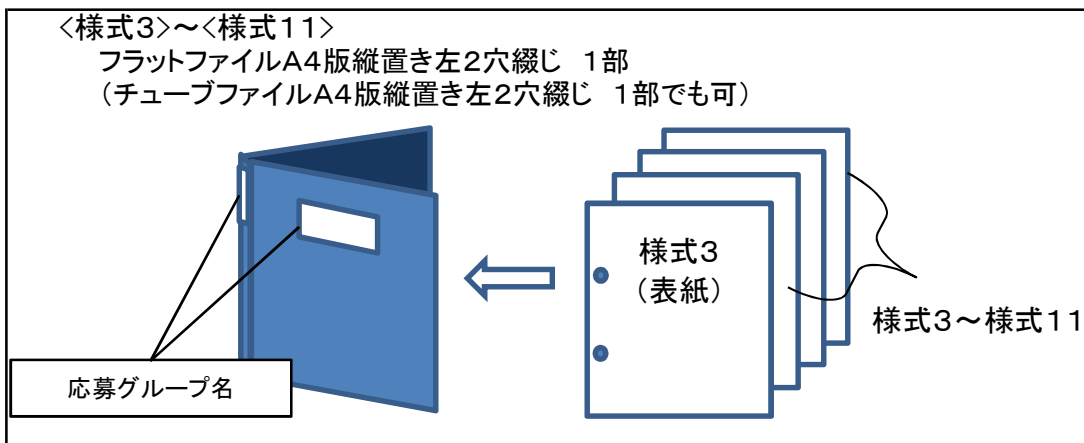 <様式3>~<様式11>
フラットファイルA4版縦置き左2穴綴じ 1部
(チューブファイルA4版縦置き左2穴綴じ 1部でも可)
様式3
(表紙)
様式3~様式11
応募グループ名